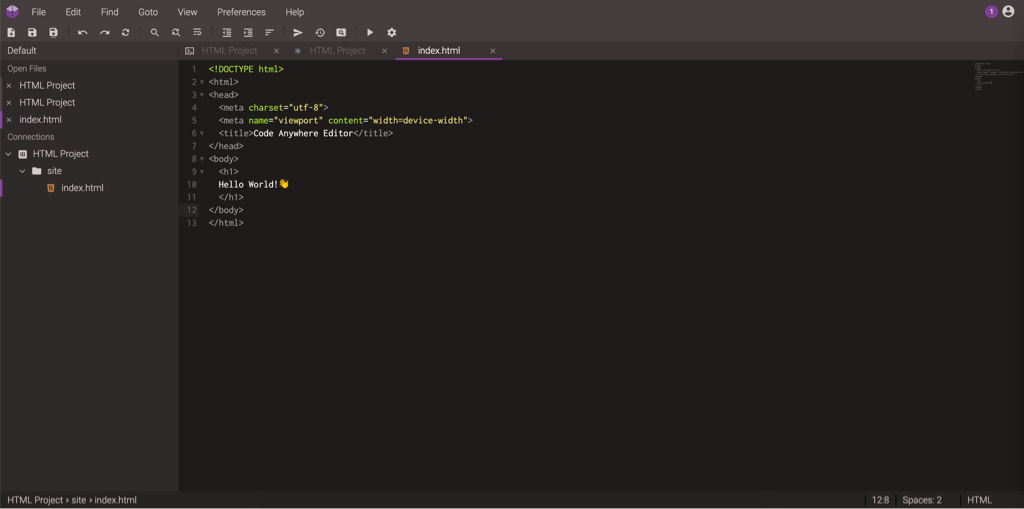 File Edit Find Goto View Preferences Help 1
Default
HTML Project HTML Project index.html
Open Files
HTML Project
HTML Project
index.html
Connections
HTML Project
site
index.html
1 <!DOCTYPE html>
2 <html>
3 <head>
4 <meta charset="utf-8">
5 <meta name="viewport" content="width=device-width">
6 <title>Code Anywhere Editor</title>
7 </head>
8 <body>
9 <h1>
10 Hello World!👋
11 </h1>
12 </body>
13 </html>
HTML Project › site › index.html 12:8 Spaces: 2 HTML